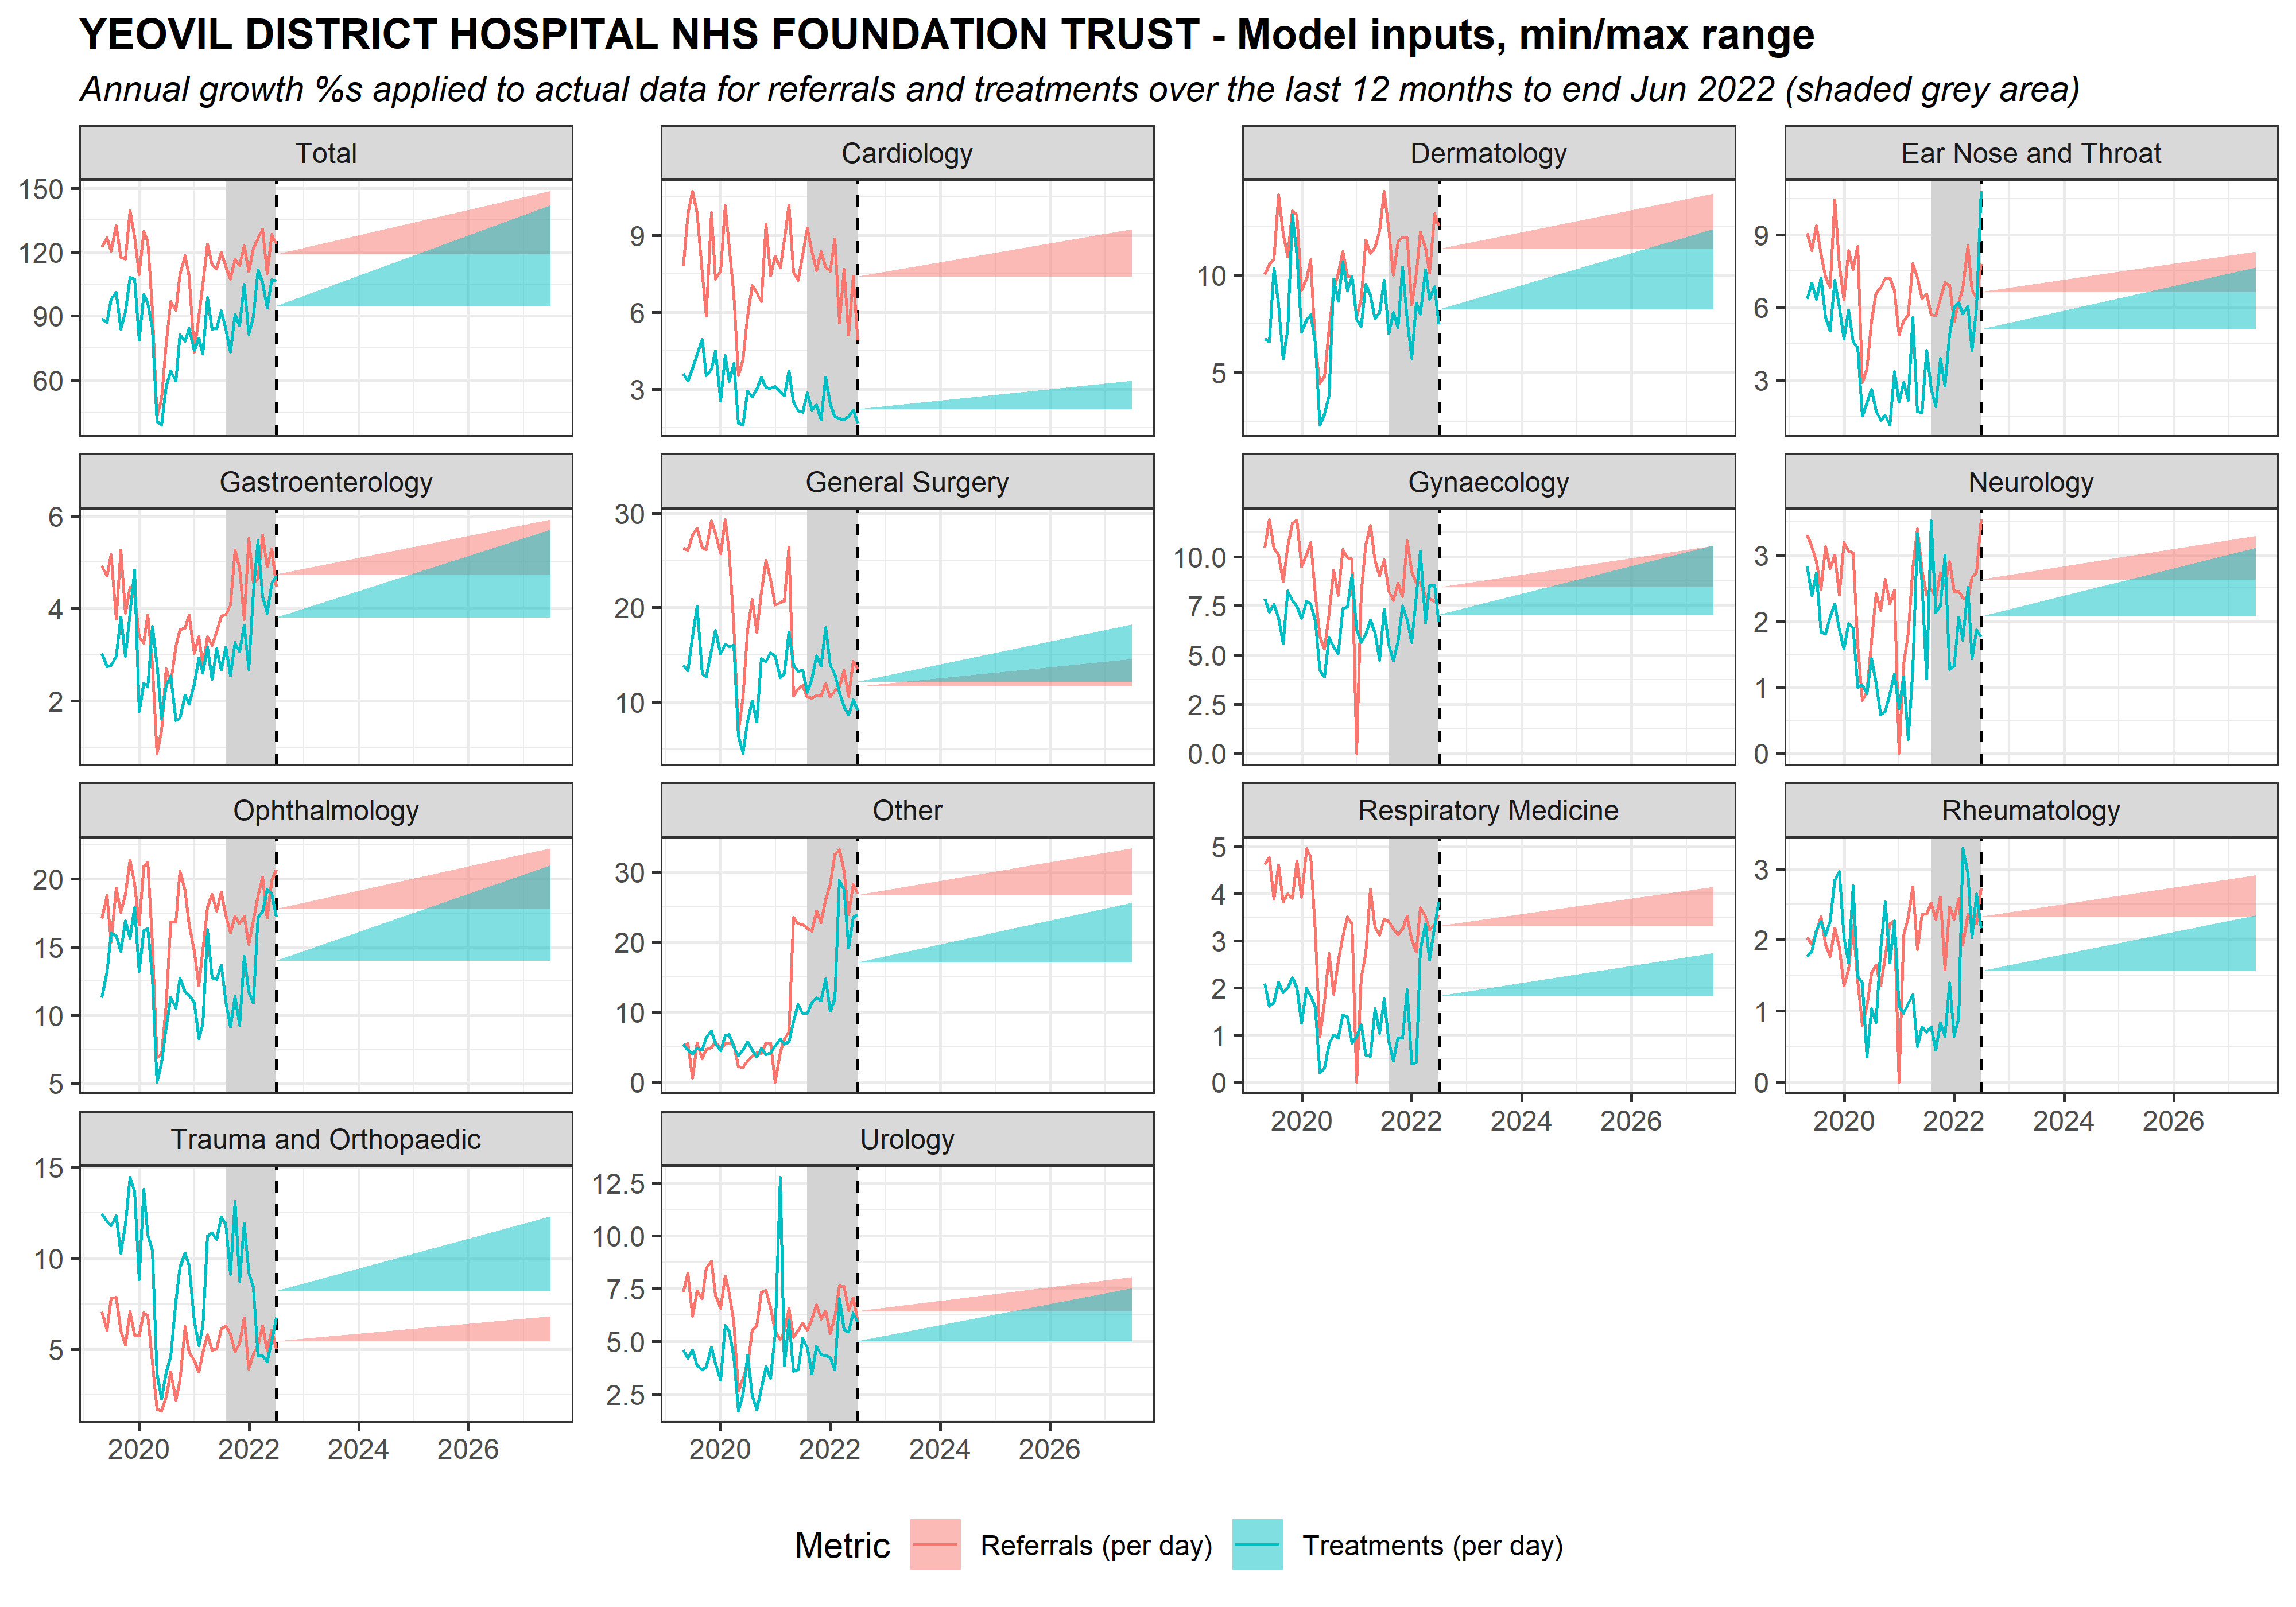 YEOVIL DISTRICT HOSPITAL NHS FOUNDATION TRUST - Model inputs, min/max range
Annual growth %s applied to actual data for referrals and treatments over the last 12 months to end Jun 2022 (shaded grey area)
Total
150
120
90
60
Cardiology
9
6
3
Dermatology
10
5
Ear Nose and Throat
9
6
3
Gastroenterology
6
4
2
General Surgery
30
20
10
Gynaecology
10.0
7.5
5.0
2.5
0.0
Neurology
3
2
1
0
Ophthalmology
20
15
10
5
Other
30
20
10
0
Respiratory Medicine
5
4
3
2
1
0
2020 2022 2024 2026
Rheumatology
3
2
1
0
2020 2022 2024 2026
Trauma and Orthopaedic
15
10
5
2020 2022 2024 2026
Urology
12.5
10.0
7.5
5.0
2.5
2020 2022 2024 2026
Metric Referrals (per day) Treatments (per day)